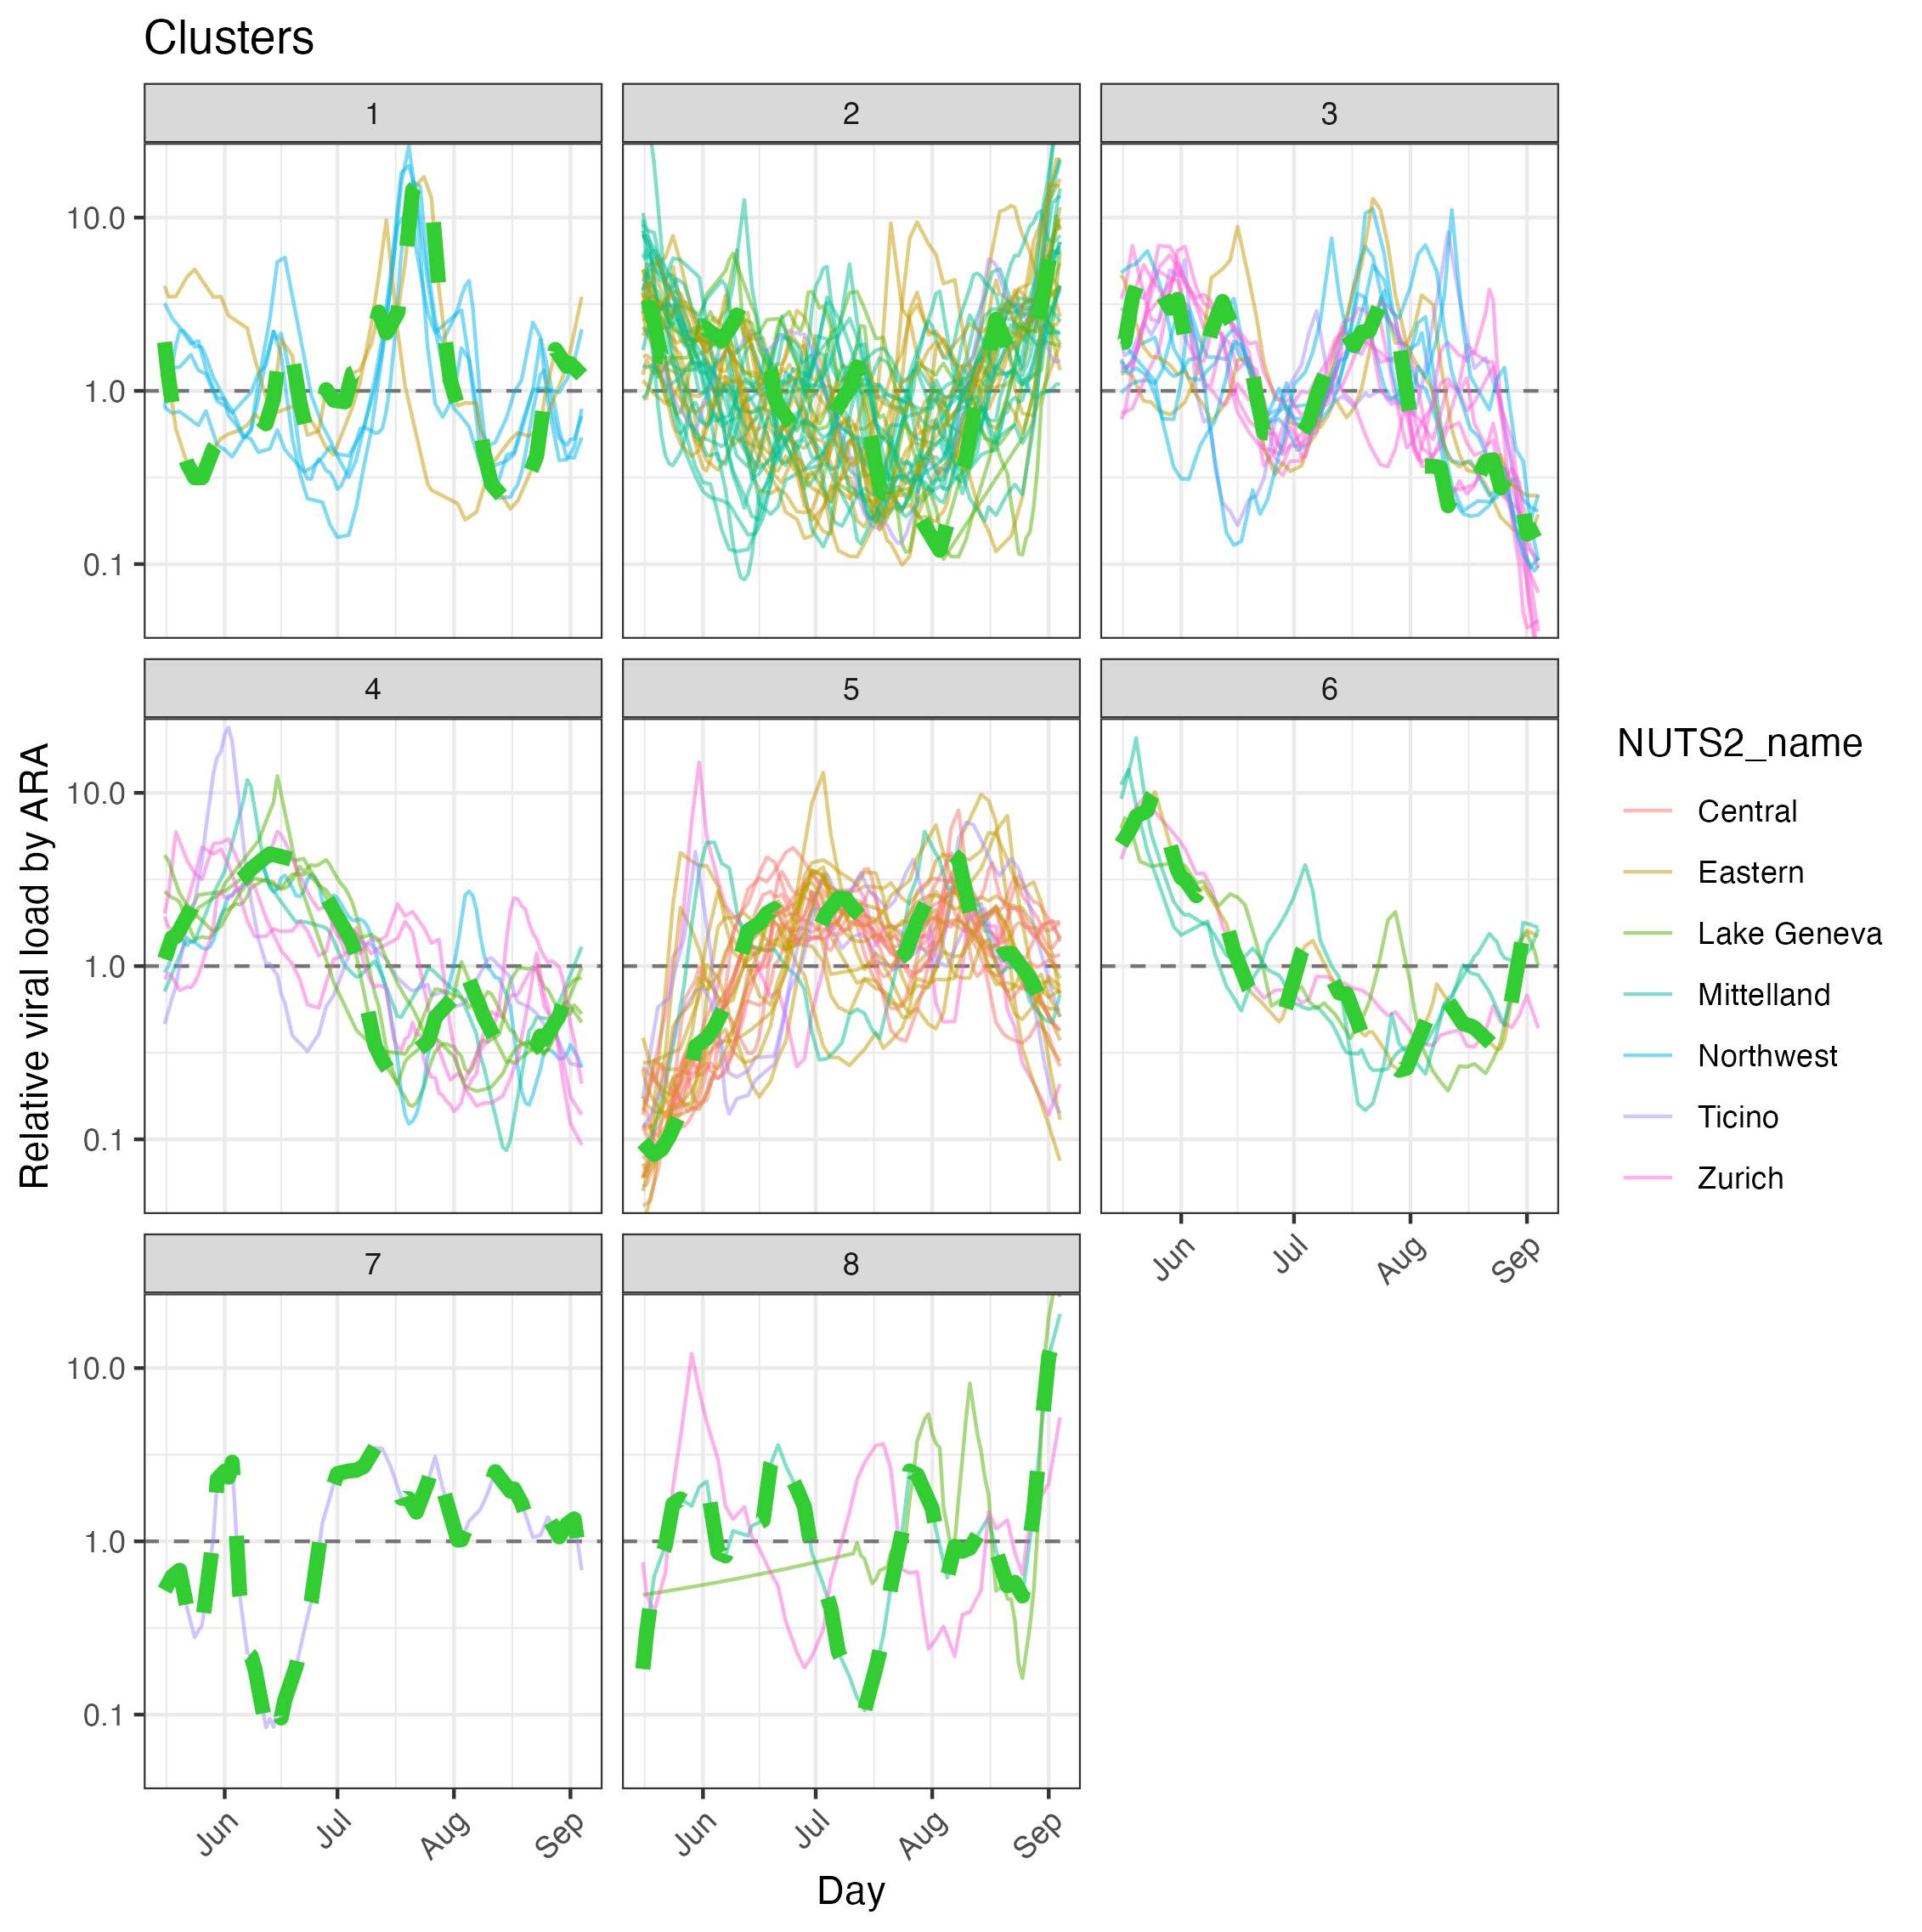 Clusters
1
2
3
10.0
1.0
0.1
4
5
6
10.0
1.0
0.1
Jun
Jul
Aug
Sep
7
8
10.0
1.0
0.1
Jun
Jul
Aug
Sep
Jun
Jul
Aug
Sep
Day
Relative viral load by ARA
NUTS2_name
Central
Eastern
Lake Geneva
Mittelland
Northwest
Ticino
Zurich